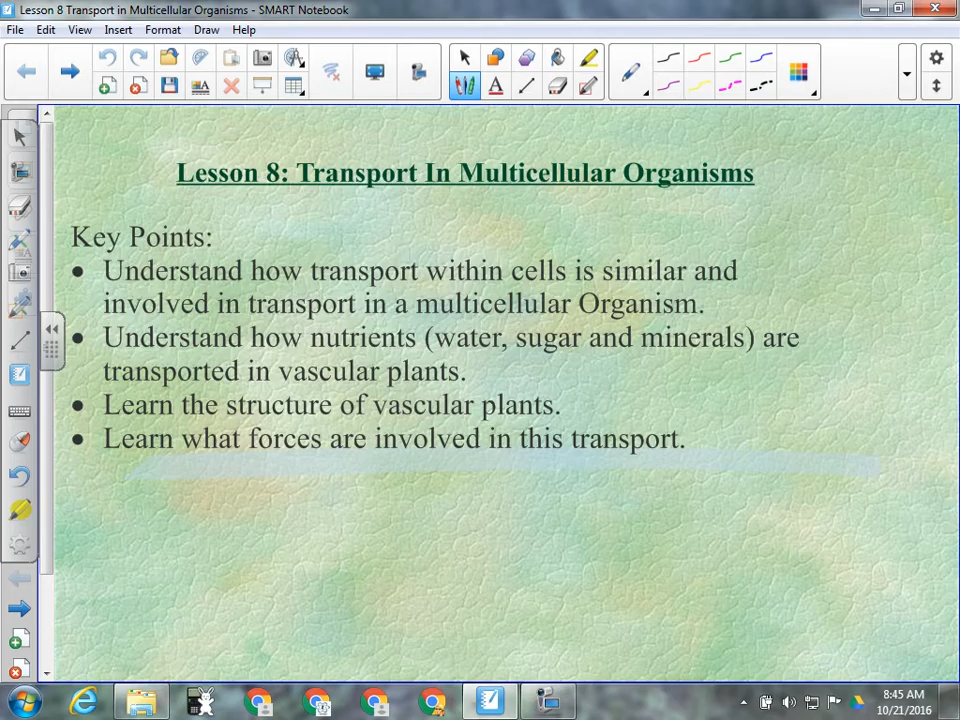 Lesson 8 Transport in Multicellular Organisms - SMART Notebook
File Edit View Insert Format Draw Help
Lesson 8: Transport In Multicellular Organisms
Key Points:
• Understand how transport within cells is similar and
involved in transport in a multicellular Organism.
• Understand how nutrients (water, sugar and minerals) are
transported in vascular plants.
• Learn the structure of vascular plants.
• Learn what forces are involved in this transport.
8:45 AM
10/21/2016